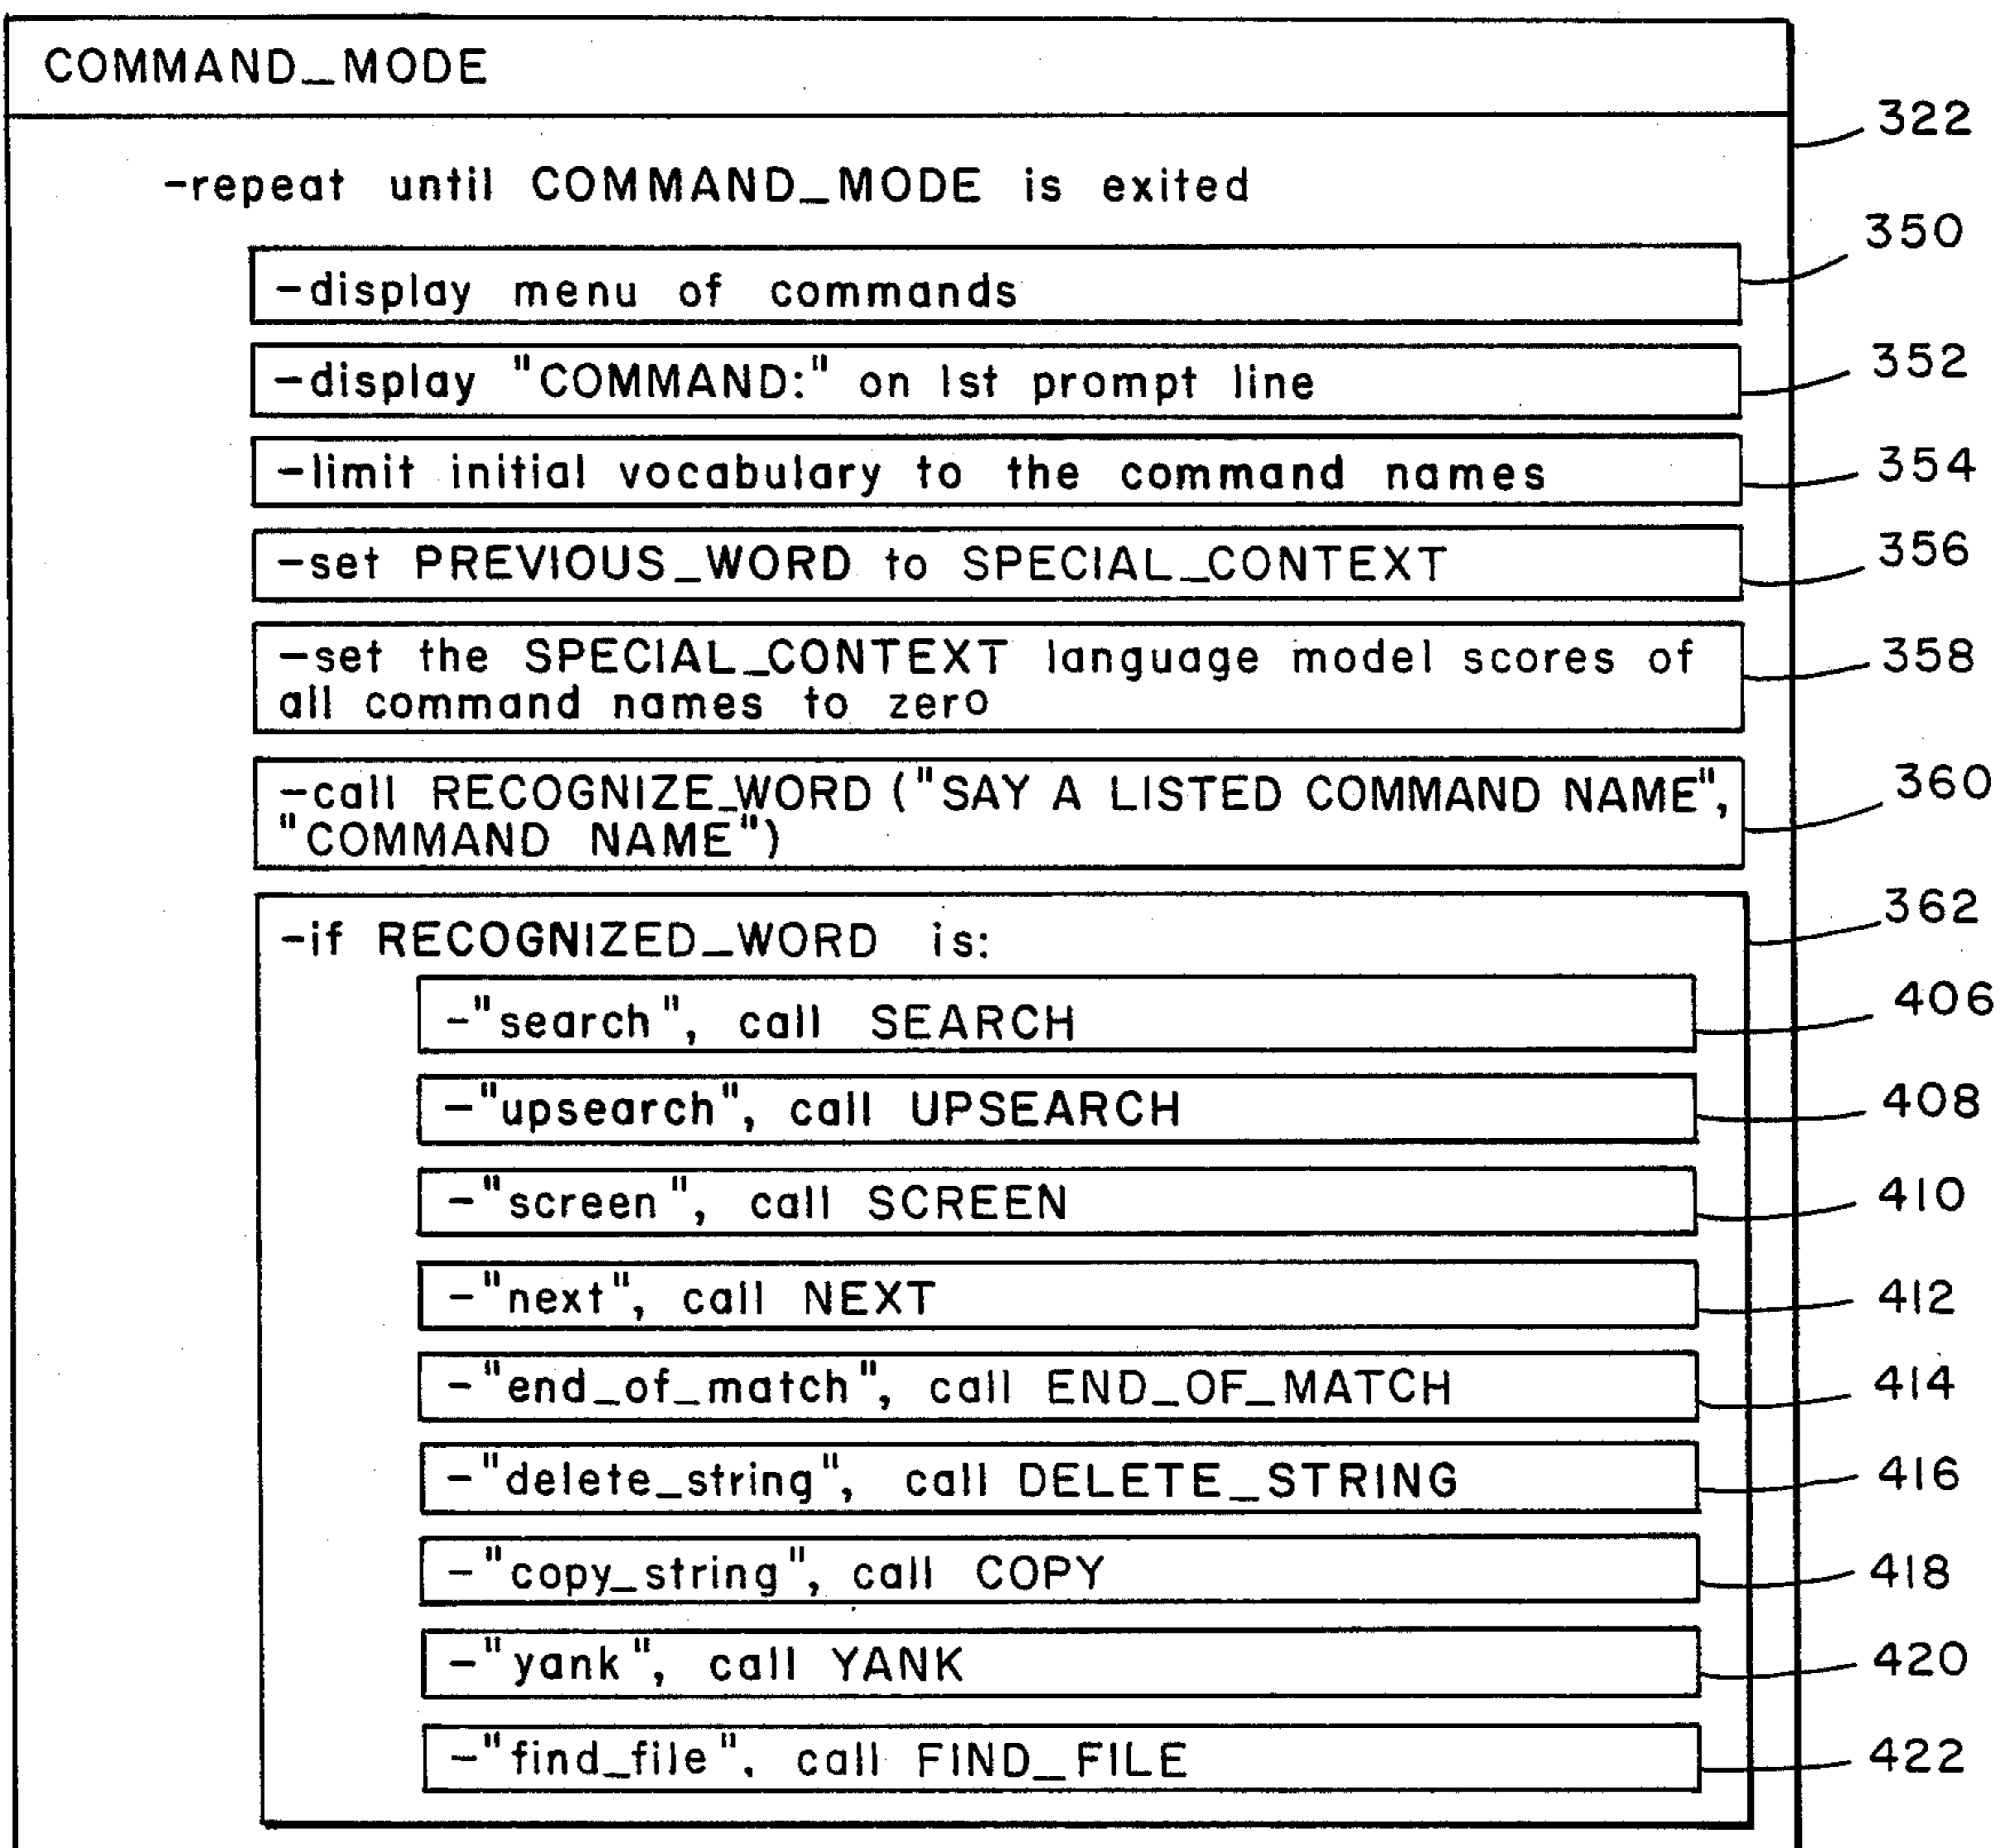 COMMAND_MODE
322
-repeat until COMMAND_MODE is exited
350
-display menu of commands
352
-display "COMMAND:" on 1st prompt line
354
-limit initial vocabulary to the command names
356
-set PREVIOUS_WORD to SPECIAL_CONTEXT
358
-set the SPECIAL_CONTEXT language model scores of
all command names to zero
360
-call RECOGNIZE_WORD ("SAY A LISTED COMMAND NAME",
"COMMAND NAME")
362
-if RECOGNIZED_WORD is:
406
-"search", call SEARCH
408
-"upsearch", call UPSEARCH
410
-"screen", call SCREEN
412
-"next", call NEXT
414
-"end_of_match", call END_OF_MATCH
416
-"delete_string", call DELETE_STRING
418
-"copy_string", call COPY
420
-"yank", call YANK
422
-"find_file", call FIND_FILE